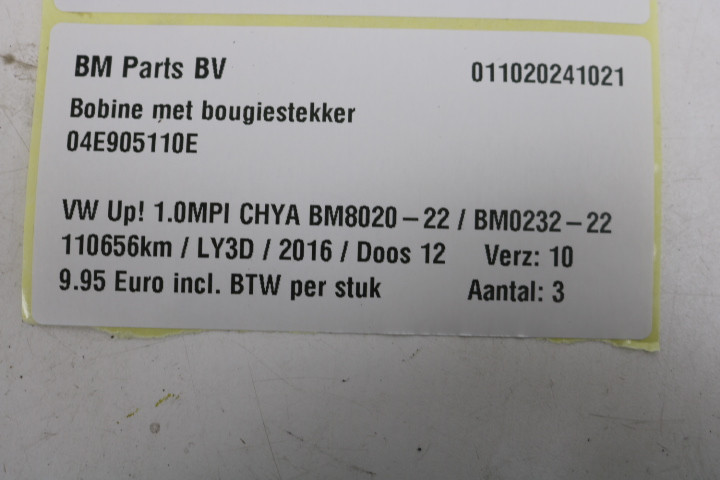 BM Parts BV 011020241021
Bobine met bougiestekker
04E905110E
VW Up! 1.0MPI CHYA BM8020-22 / BM0232-22
110656km / LY3D / 2016 / Doos 12 Verz: 10
9.95 Euro incl. BTW per stuk Aantal: 3